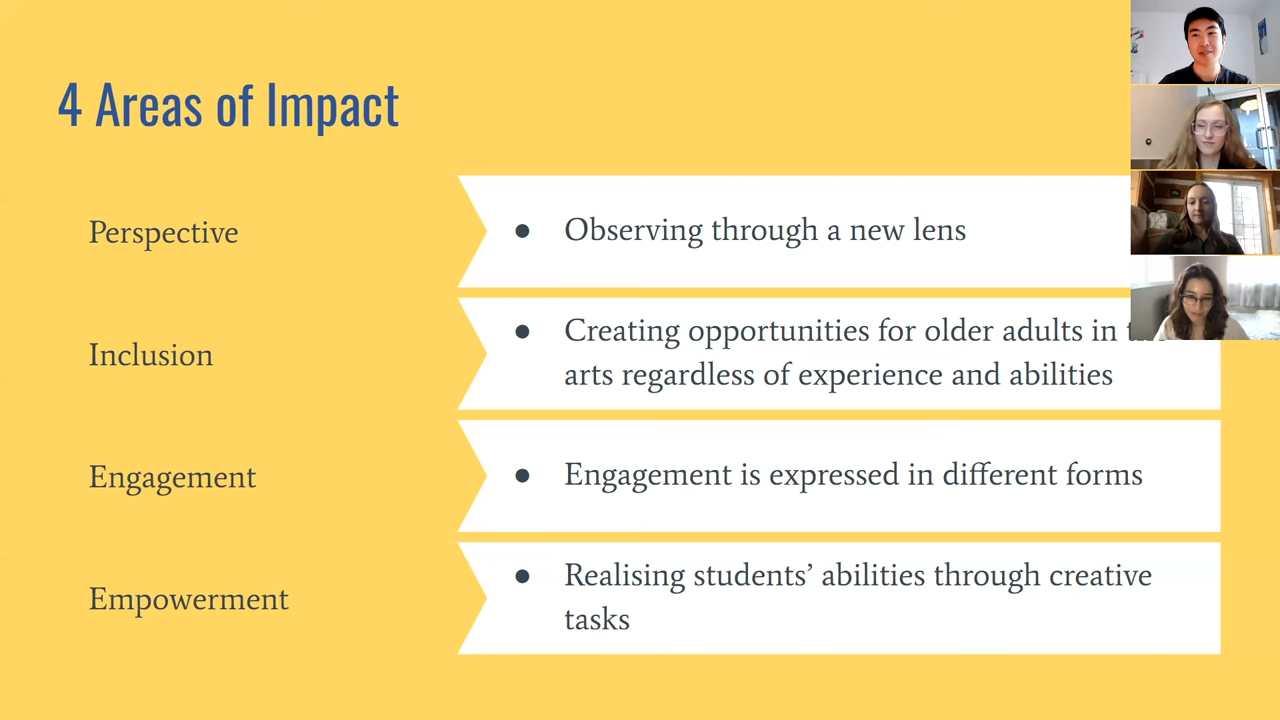 4 Areas of Impact
Perspective
● Observing through a new lens
Inclusion
● Creating opportunities for older adults in
arts regardless of experience and abilities
Engagement
● Engagement is expressed in different forms
Empowerment
● Realising students’ abilities through creative
tasks